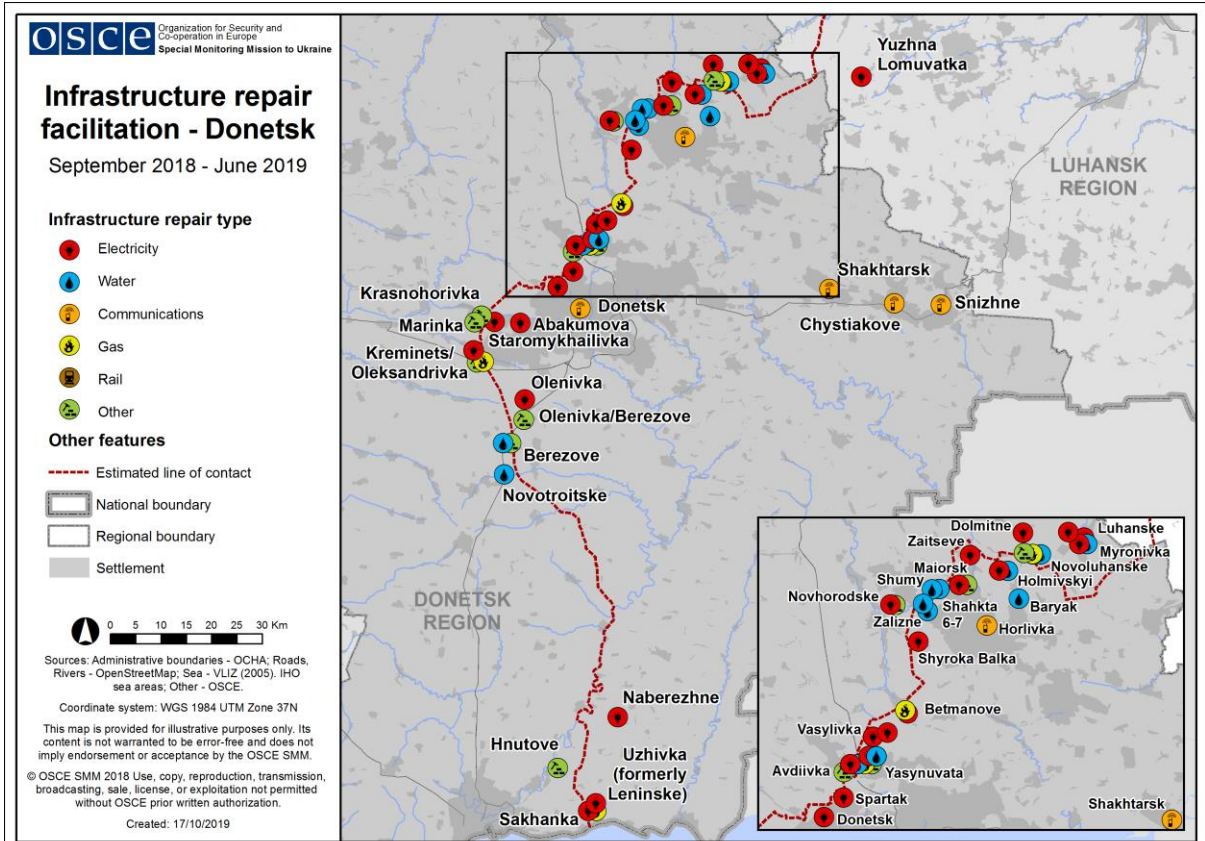 OSCE
Organization for Security and
Co-operation in Europe
Special Monitoring Mission to Ukraine
Infrastructure repair
facilitation - Donetsk
September 2018 - June 2019
Infrastructure repair type
Electricity
Water
Communications
Gas
Rail
Other
Other features
Estimated line of contact
National boundary
Regional boundary
Settlement
0 5 10 15 20 25 30 Km
Sources: Administrative boundaries - OCHA; Roads,
Rivers - OpenStreetMap; Sea - VLIZ (2005). IHO
sea areas; Other - OSCE.
Coordinate system: WGS 1984 UTM Zone 37N
This map is provided for illustrative purposes only. Its
content is not warranted to be error-free and does not
imply endorsement or acceptance by the OSCE SMM.
© OSCE SMM 2018 Use, copy, reproduction, transmission,
broadcasting, sale, license, or exploitation not permitted
without OSCE prior written authorization.
Created: 17/10/2019
Yuzhna
Lomuvatka
LUHANSK
REGION
Shakhtarsk
Krasnohorivka
Donetsk
Snizhne
Marinka
Abakumova
Chystiakove
Staromykhailivka
Kreminets/
Oleksandrivka
Olenivka
Olenivka/Berezove
Berezove
Novotroitske
DONETSK
REGION
Naberezhne
Hnutove
Uzhivka
(formerly
Leninske)
Sakhanka
Dolmitne
Luhanske
Zaitseve
Myronivka
Maiorsk
Novoluhanske
Shumy
Holmivskyi
Novhorodske
Shahkta
6-7
Baryak
Zalizne
Horlivka
Shyroka Balka
Betmanove
Vasylivka
Avdiivka
Yasynuvata
Spartak
Shakhtarsk
Donetsk